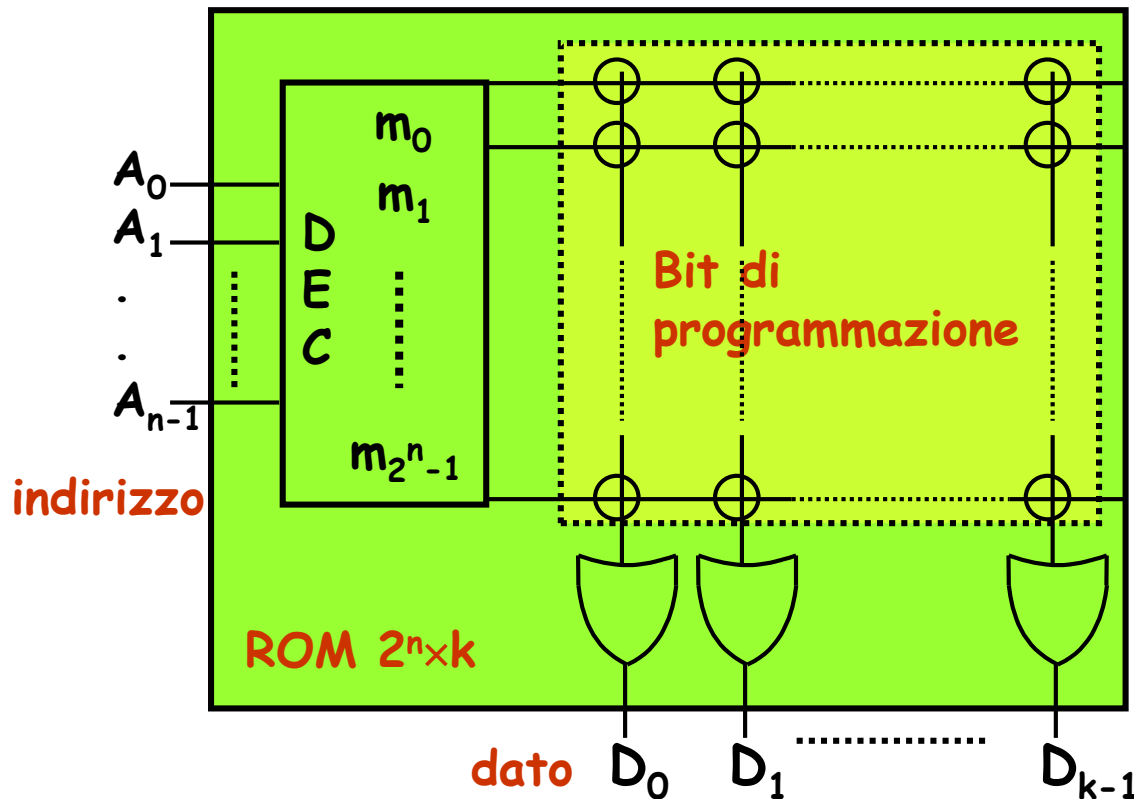 m₀
A₀
m₁
A₁
DEC
Bit di
programmazione
.
.
Aₙ₋₁
m₂ⁿ₋₁
indirizzo
ROM 2ⁿ×k
dato D₀ D₁ Dₖ₋₁